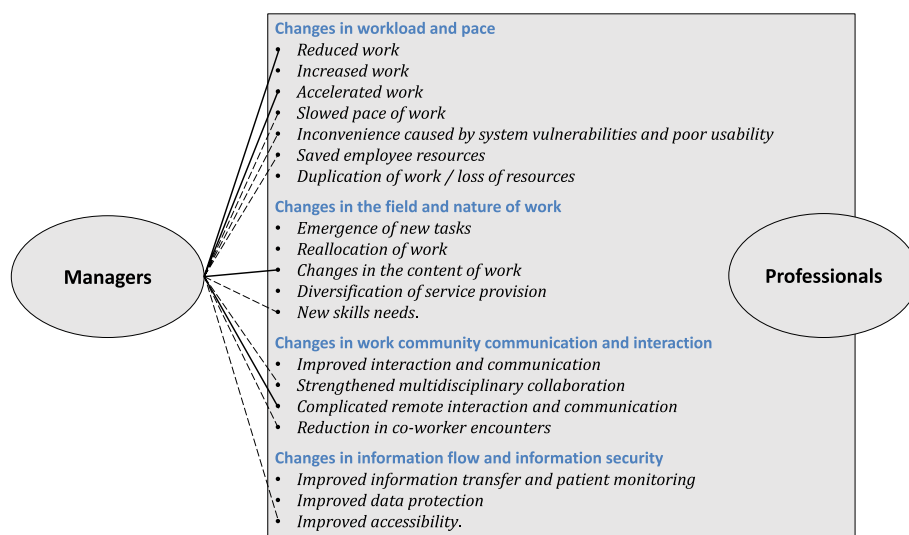 Changes in workload and pace
• Reduced work
• Increased work
• Accelerated work
• Slowed pace of work
• Inconvenience caused by system vulnerabilities and poor usability
• Saved employee resources
• Duplication of work / loss of resources
Changes in the field and nature of work
• Emergence of new tasks
• Reallocation of work
• Changes in the content of work
• Diversification of service provision
• New skills needs.
Managers
Professionals
Changes in work community communication and interaction
• Improved interaction and communication
• Strengthened multidisciplinary collaboration
• Complicated remote interaction and communication
• Reduction in co-worker encounters
Changes in information flow and information security
• Improved information transfer and patient monitoring
• Improved data protection
• Improved accessibility.